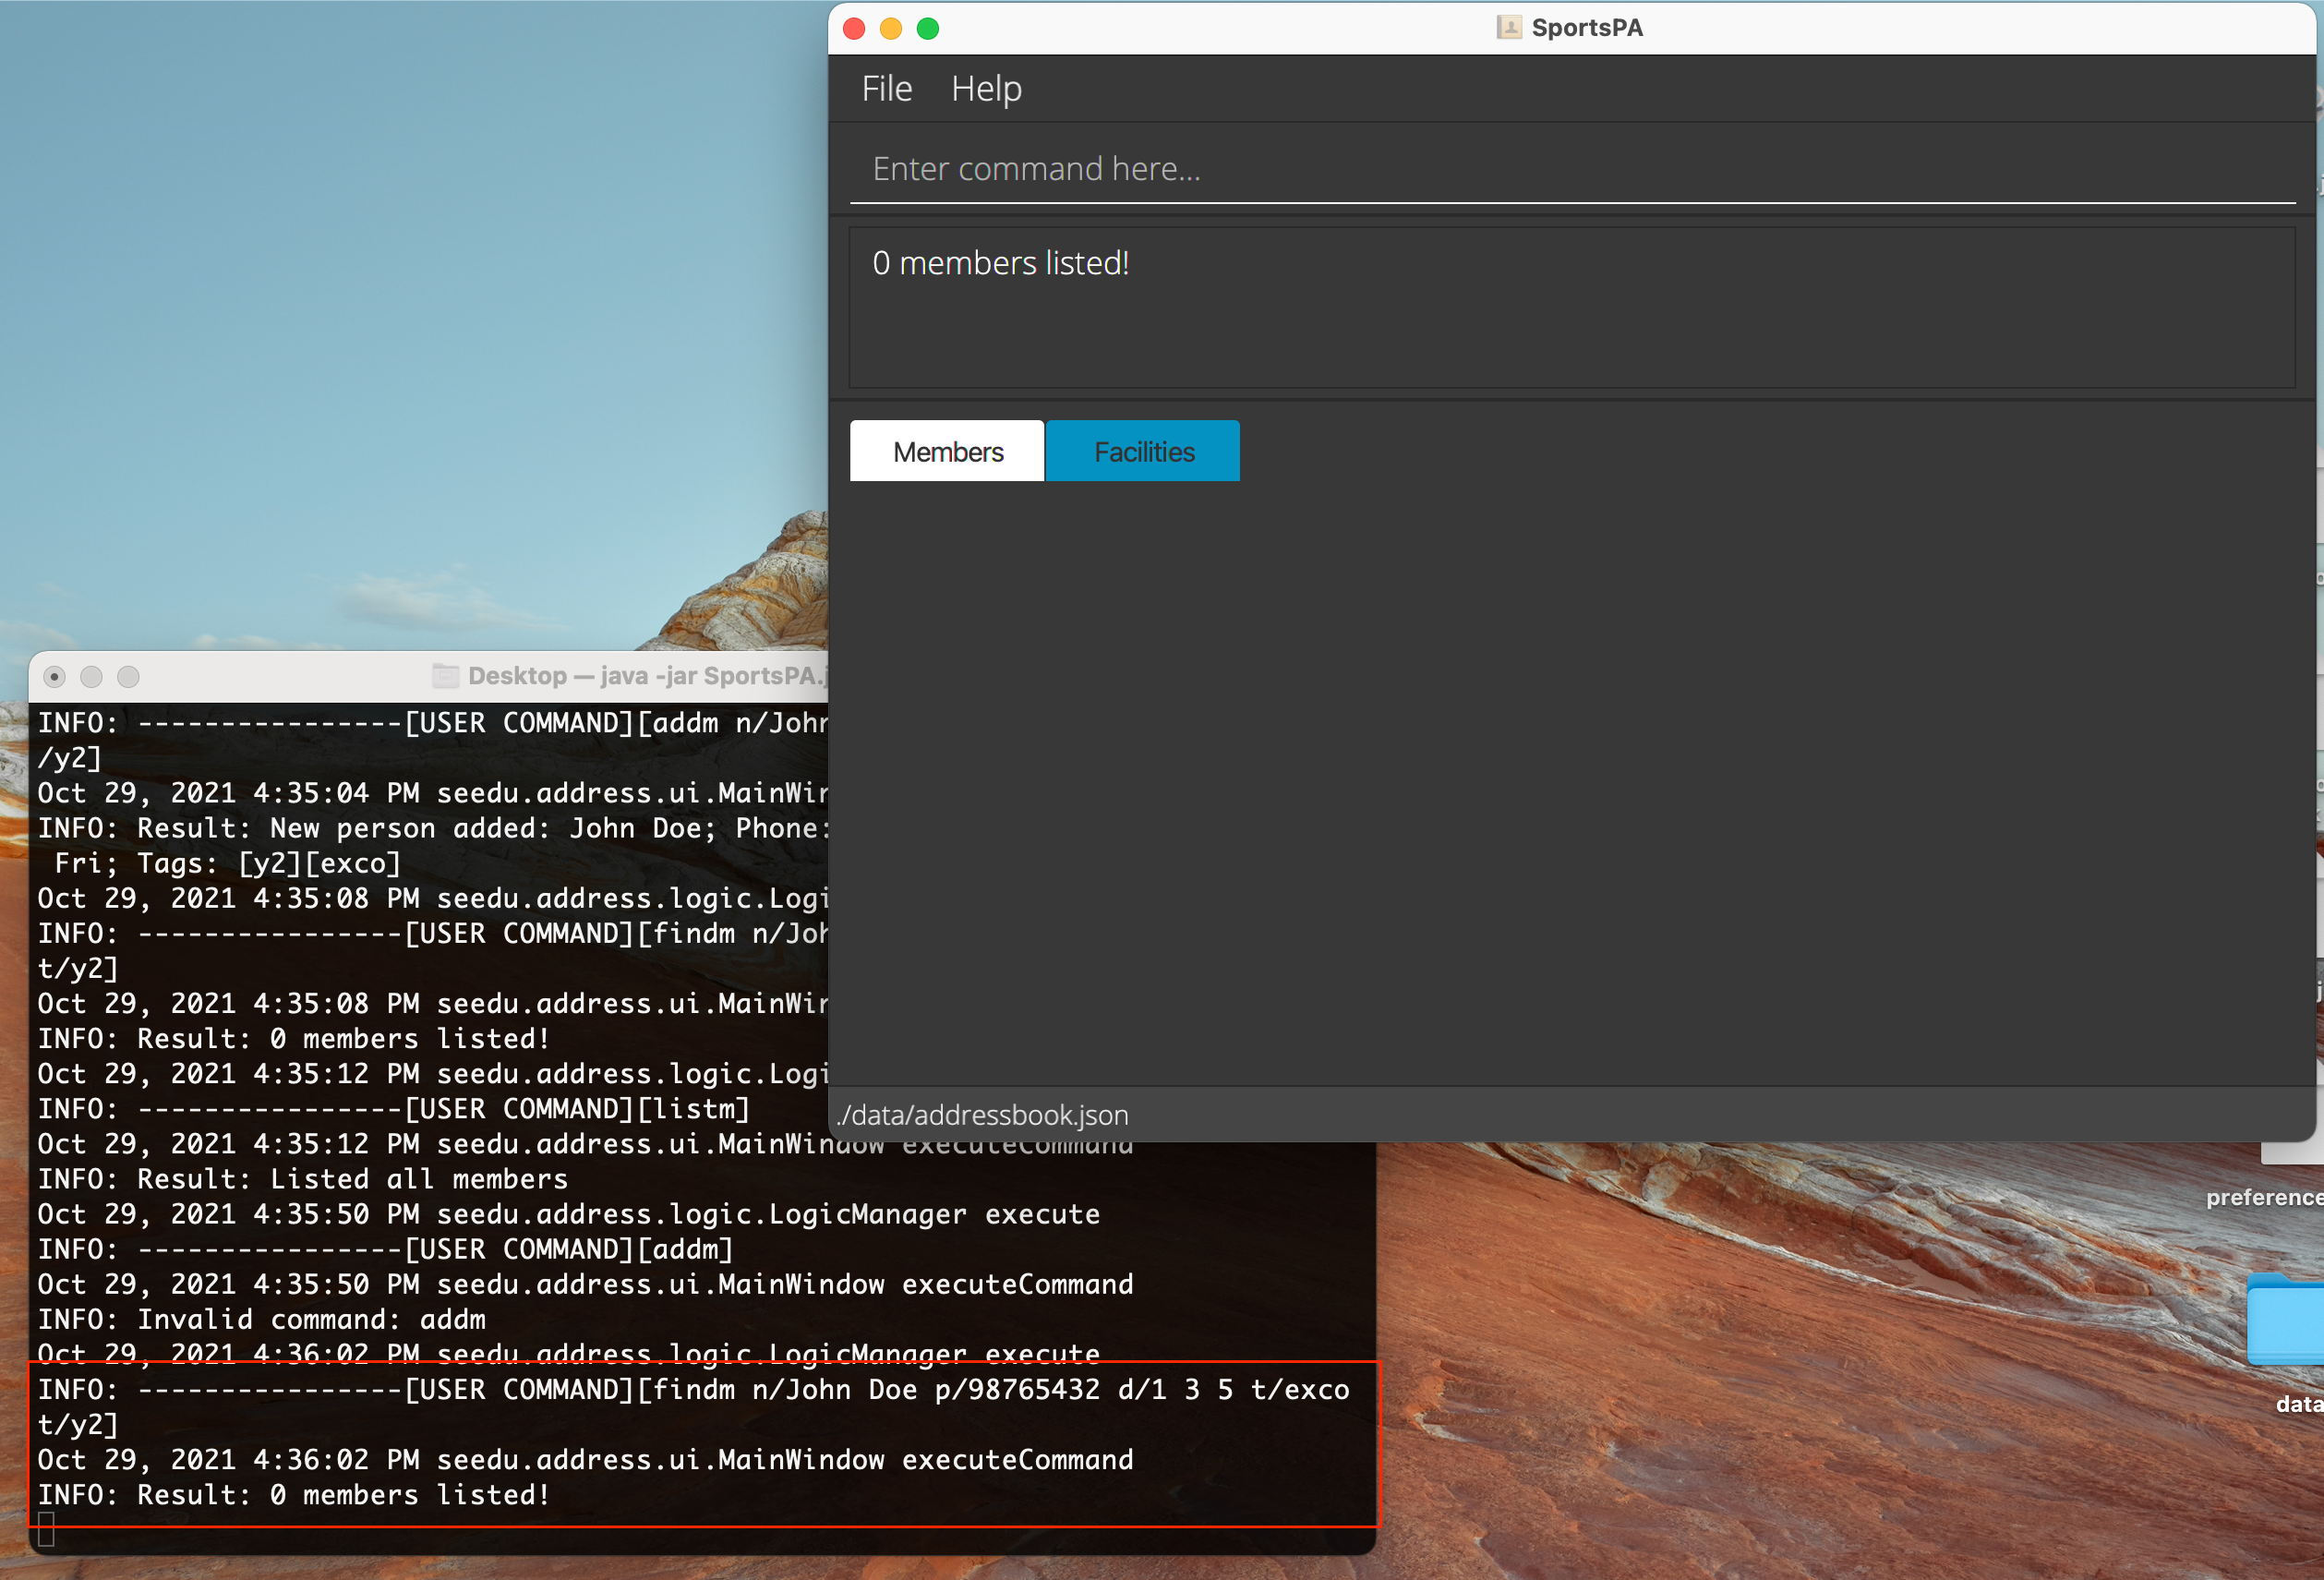 SportsPA
File Help
Enter command here...
0 members listed!
Members Facilities
./data/addressbook.json
Desktop — java -jar SportsPA.j
INFO: ----------------[USER COMMAND][addm n/John
/y2]
Oct 29, 2021 4:35:04 PM seedu.address.ui.MainWin
INFO: Result: New person added: John Doe; Phone:
Fri; Tags: [y2][exco]
Oct 29, 2021 4:35:08 PM seedu.address.logic.Logi
INFO: ----------------[USER COMMAND][findm n/Joh
t/y2]
Oct 29, 2021 4:35:08 PM seedu.address.ui.MainWin
INFO: Result: 0 members listed!
Oct 29, 2021 4:35:12 PM seedu.address.logic.Logi
INFO: ----------------[USER COMMAND][listm]
Oct 29, 2021 4:35:12 PM seedu.address.ui.MainWindow executeCommand
INFO: Result: Listed all members
Oct 29, 2021 4:35:50 PM seedu.address.logic.LogicManager execute
INFO: ----------------[USER COMMAND][addm]
Oct 29, 2021 4:35:50 PM seedu.address.ui.MainWindow executeCommand
INFO: Invalid command: addm
Oct 29, 2021 4:36:02 PM seedu.address.logic.LogicManager execute
INFO: ----------------[USER COMMAND][findm n/John Doe p/98765432 d/1 3 5 t/exco
t/y2]
Oct 29, 2021 4:36:02 PM seedu.address.ui.MainWindow executeCommand
INFO: Result: 0 members listed!
preference
data